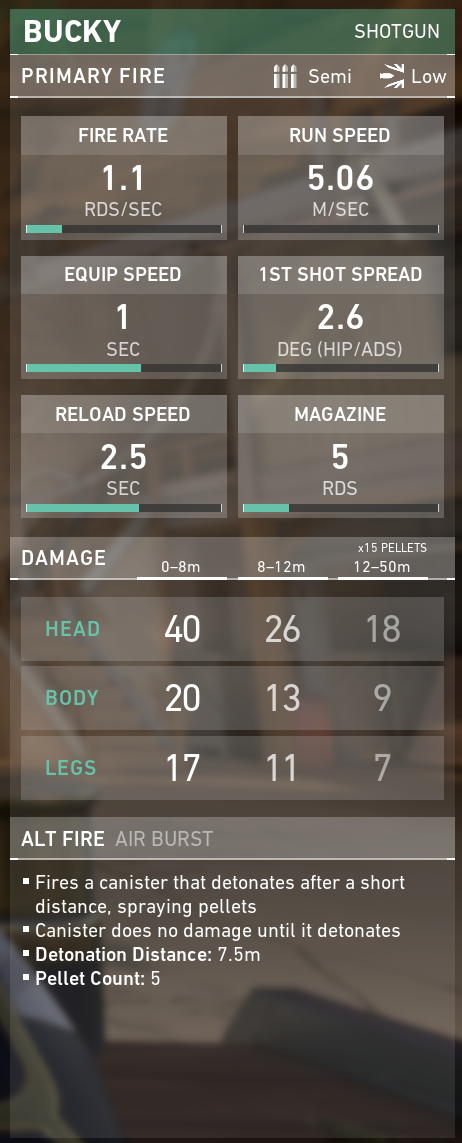 BUCKY SHOTGUN
PRIMARY FIRE Semi Low
FIRE RATE RUN SPEED
1.1 5.06
RDS/SEC M/SEC
EQUIP SPEED 1ST SHOT SPREAD
1 2.6
SEC DEG (HIP/ADS)
RELOAD SPEED MAGAZINE
2.5 5
SEC RDS
x15 PELLETS
DAMAGE 0–8m 8–12m 12–50m
HEAD 40 26 18
BODY 20 13 9
LEGS 17 11 7
ALT FIRE AIR BURST
▪ Fires a canister that detonates after a short
distance, spraying pellets
▪ Canister does no damage until it detonates
▪ Detonation Distance: 7.5m
▪ Pellet Count: 5